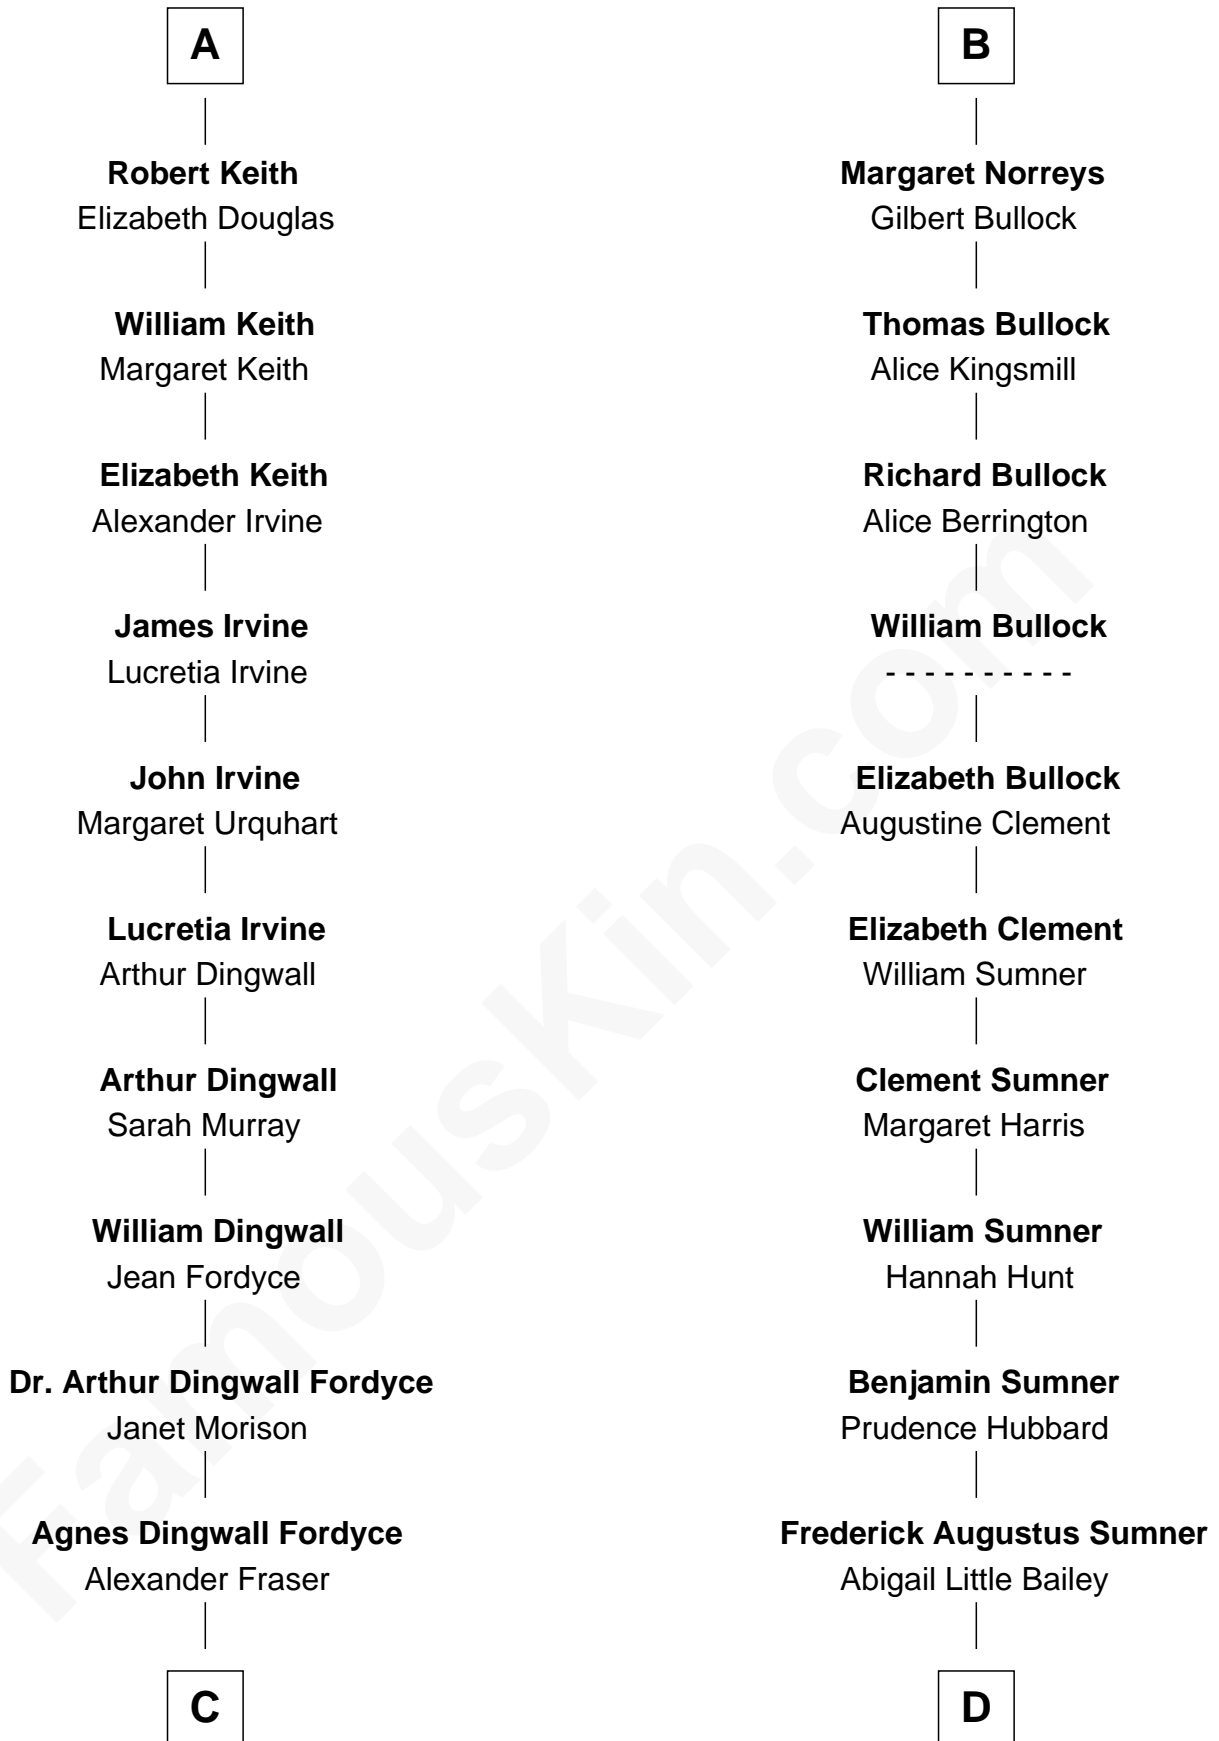 A
Robert Keith
Elizabeth Douglas
William Keith
Margaret Keith
Elizabeth Keith
Alexander Irvine
James Irvine
Lucretia Irvine
John Irvine
Margaret Urquhart
Lucretia Irvine
Arthur Dingwall
Arthur Dingwall
Sarah Murray
William Dingwall
Jean Fordyce
Dr. Arthur Dingwall Fordyce
Janet Morison
Agnes Dingwall Fordyce
Alexander Fraser
C
B
Margaret Norreys
Gilbert Bullock
Thomas Bullock
Alice Kingsmill
Richard Bullock
Alice Berrington
William Bullock
- - - - - - - - - -
Elizabeth Bullock
Augustine Clement
Elizabeth Clement
William Sumner
Clement Sumner
Margaret Harris
William Sumner
Hannah Hunt
Benjamin Sumner
Prudence Hubbard
Frederick Augustus Sumner
Abigail Little Bailey
D
FamousKin.com